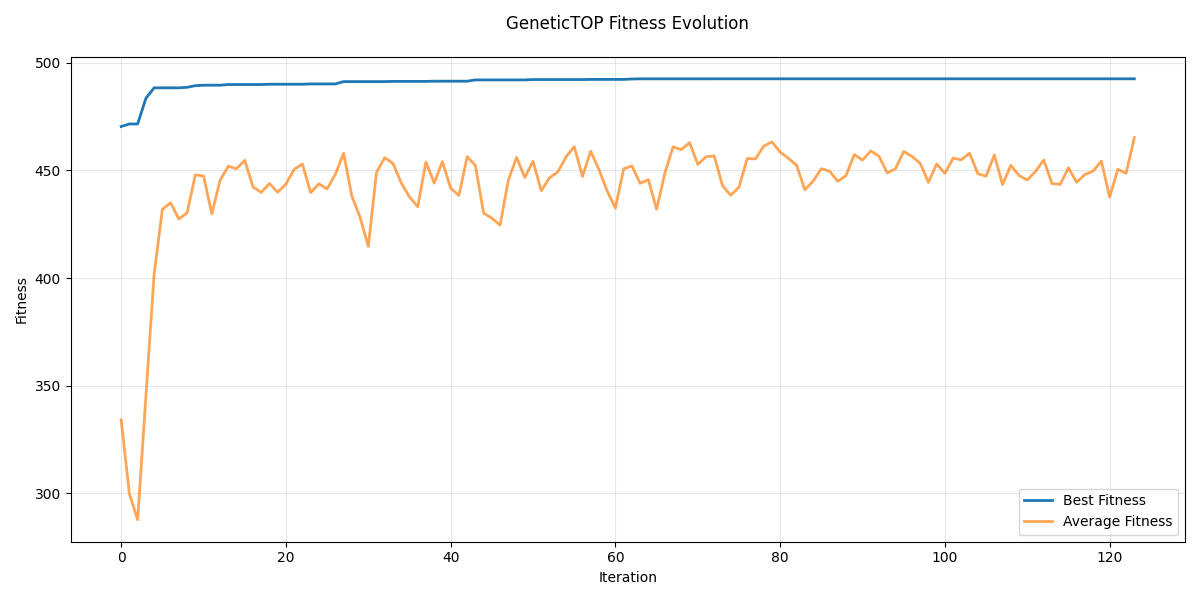 GeneticTOP Fitness Evolution
500
450
400
350
300
Fitness
0 20 40 60 80 100 120
Iteration
Best Fitness
Average Fitness